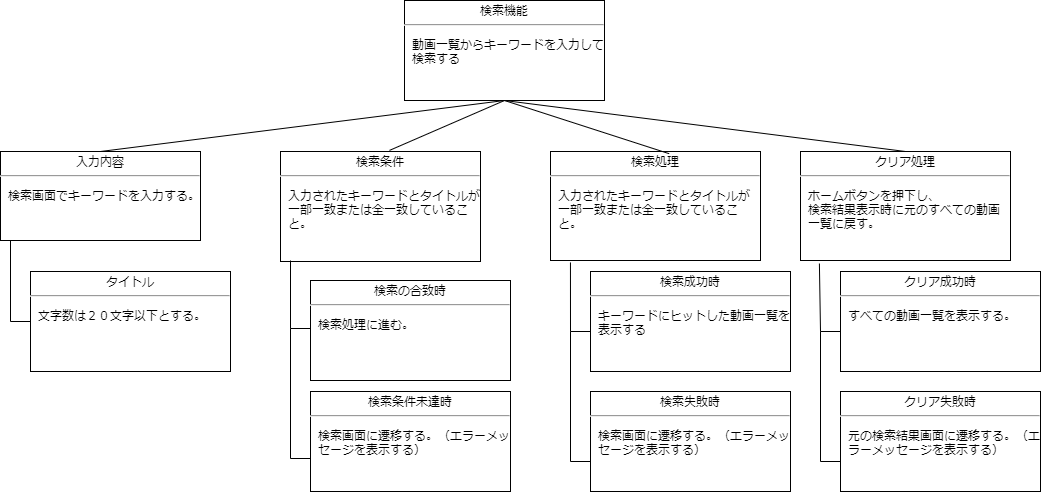 検索機能
動画一覧からキーワードを入力して
検索する
入力内容
検索画面でキーワードを入力する。
検索条件
入力されたキーワードとタイトルが
一部一致または全一致しているこ
と。
検索処理
入力されたキーワードとタイトルが
一部一致または全一致しているこ
と。
クリア処理
ホームボタンを押下し、
検索結果表示時に元のすべての動画
一覧に戻す。
タイトル
文字数は２０文字以下とする。
検索の合致時
検索処理に進む。
検索成功時
キーワードにヒットした動画一覧を
表示する
クリア成功時
すべての動画一覧を表示する。
検索条件未達時
検索画面に遷移する。（エラーメッ
セージを表示する）
検索失敗時
検索画面に遷移する。（エラーメッ
セージを表示する）
クリア失敗時
元の検索結果画面に遷移する。（エ
ラーメッセージを表示する）